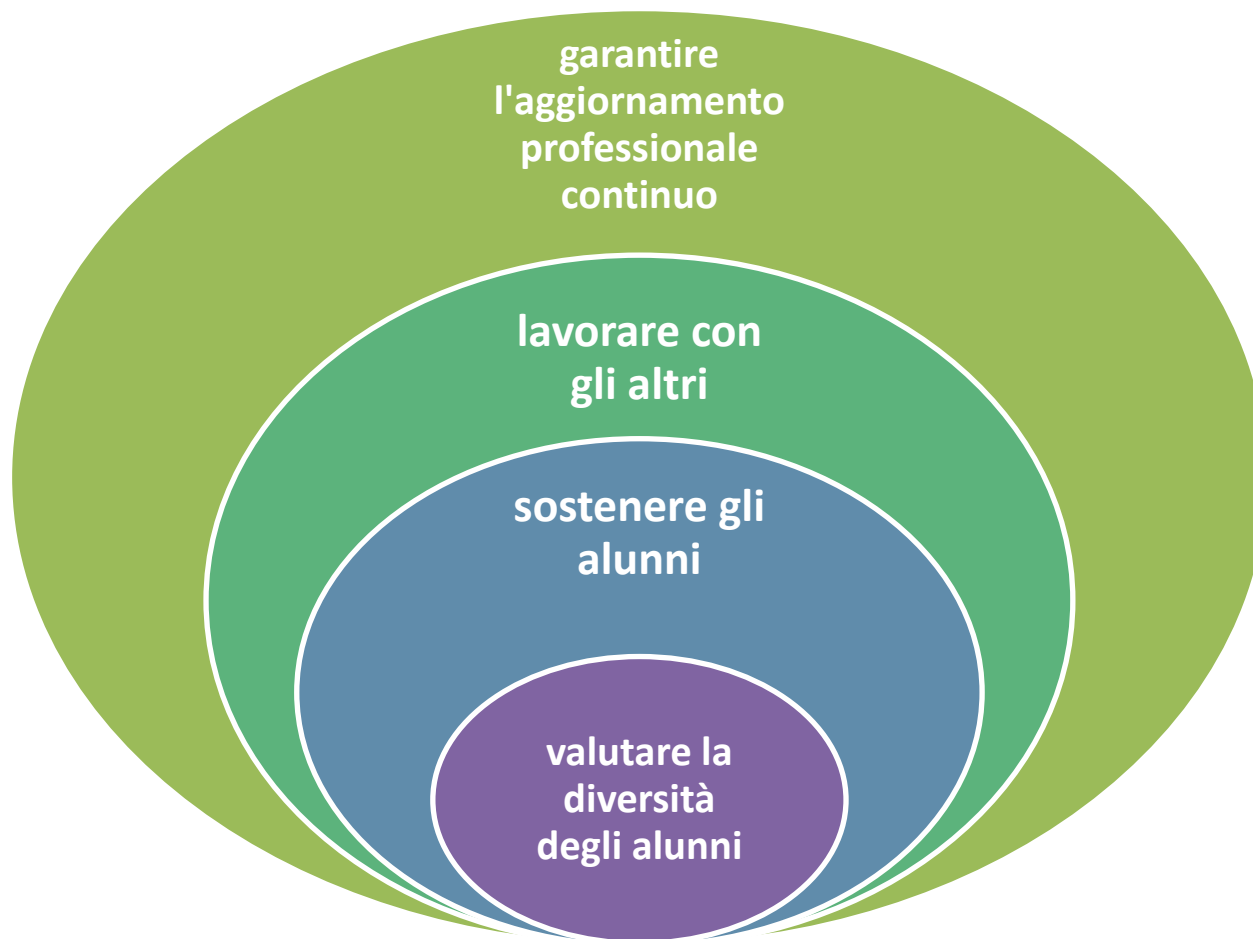 garantire
l'aggiornamento
professionale
continuo
lavorare con
gli altri
sostenere gli
alunni
valutare la
diversità
degli alunni